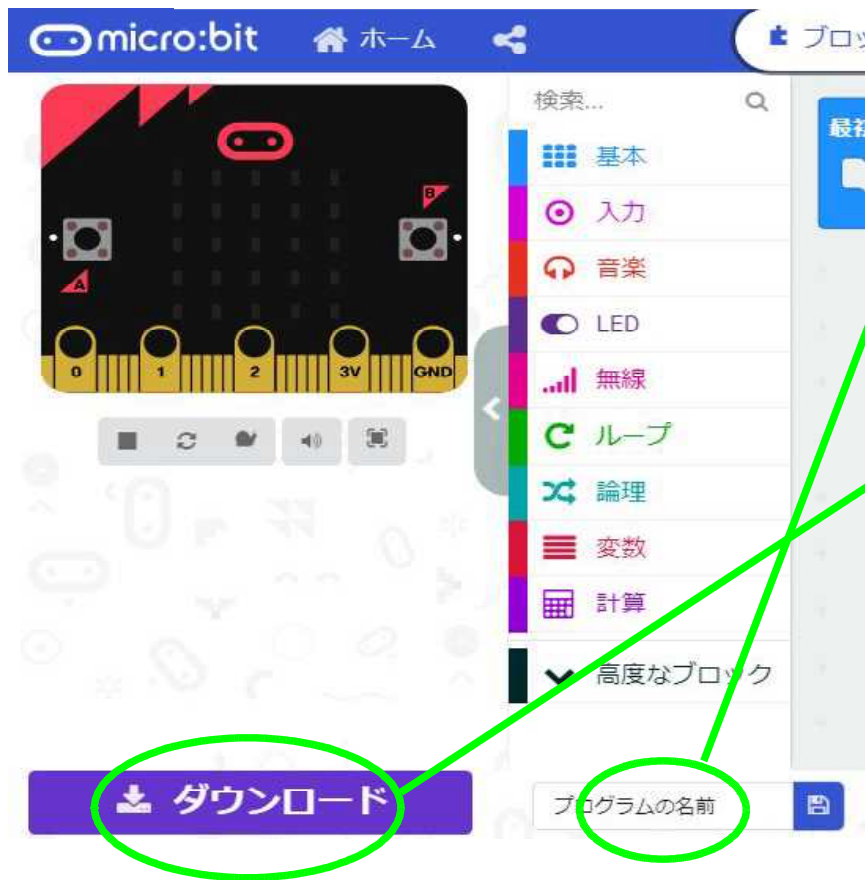 micro:bit ホーム
ブロッ
検索...
最初
基本
入力
音楽
LED
無線
ループ
論理
変数
計算
高度なブロック
A
B
0 1 2 3V GND
ダウンロード
プログラムの名前